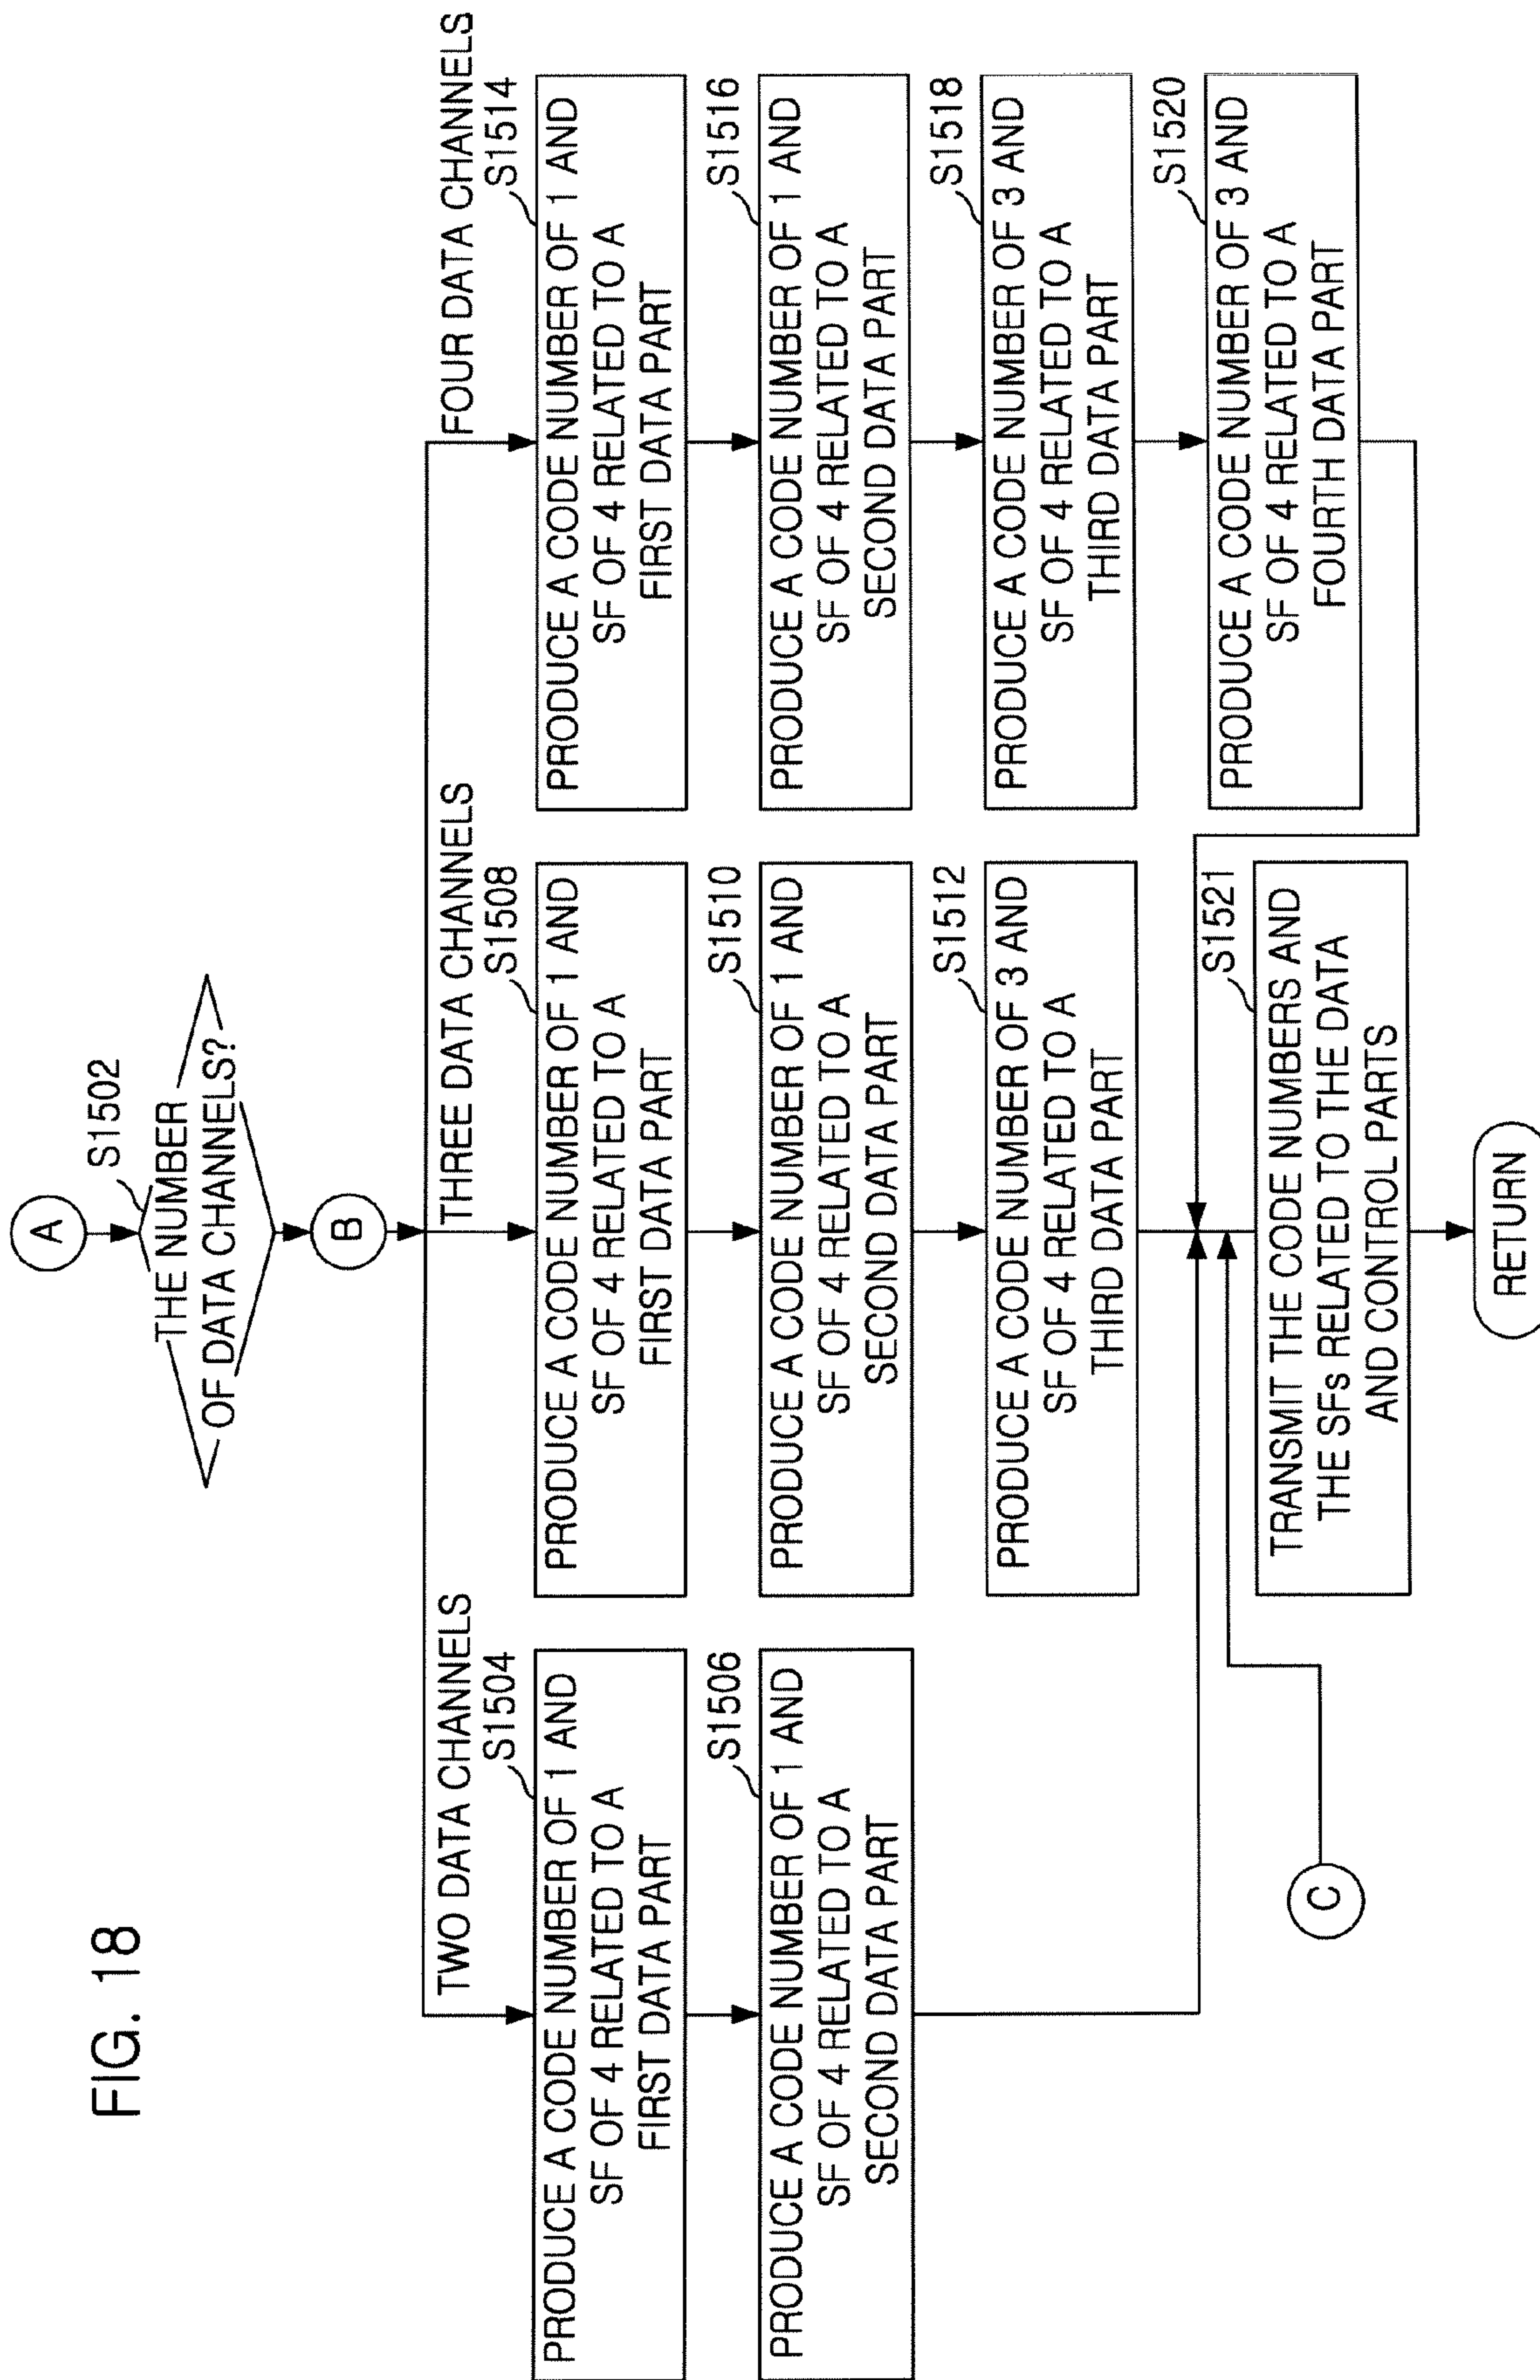 FIG. 18
A
S1502
THE NUMBER
OF DATA CHANNELS?
B
TWO DATA CHANNELS
S1504
PRODUCE A CODE NUMBER OF 1 AND
SF OF 4 RELATED TO A
FIRST DATA PART
S1506
PRODUCE A CODE NUMBER OF 1 AND
SF OF 4 RELATED TO A
SECOND DATA PART
THREE DATA CHANNELS
S1508
PRODUCE A CODE NUMBER OF 1 AND
SF OF 4 RELATED TO A
FIRST DATA PART
S1510
PRODUCE A CODE NUMBER OF 1 AND
SF OF 4 RELATED TO A
SECOND DATA PART
S1512
PRODUCE A CODE NUMBER OF 3 AND
SF OF 4 RELATED TO A
THIRD DATA PART
FOUR DATA CHANNELS
S1514
PRODUCE A CODE NUMBER OF 1 AND
SF OF 4 RELATED TO A
FIRST DATA PART
S1516
PRODUCE A CODE NUMBER OF 1 AND
SF OF 4 RELATED TO A
SECOND DATA PART
S1518
PRODUCE A CODE NUMBER OF 3 AND
SF OF 4 RELATED TO A
THIRD DATA PART
S1520
PRODUCE A CODE NUMBER OF 3 AND
SF OF 4 RELATED TO A
FOURTH DATA PART
C
S1521
TRANSMIT THE CODE NUMBERS AND
THE SFs RELATED TO THE DATA
AND CONTROL PARTS
RETURN